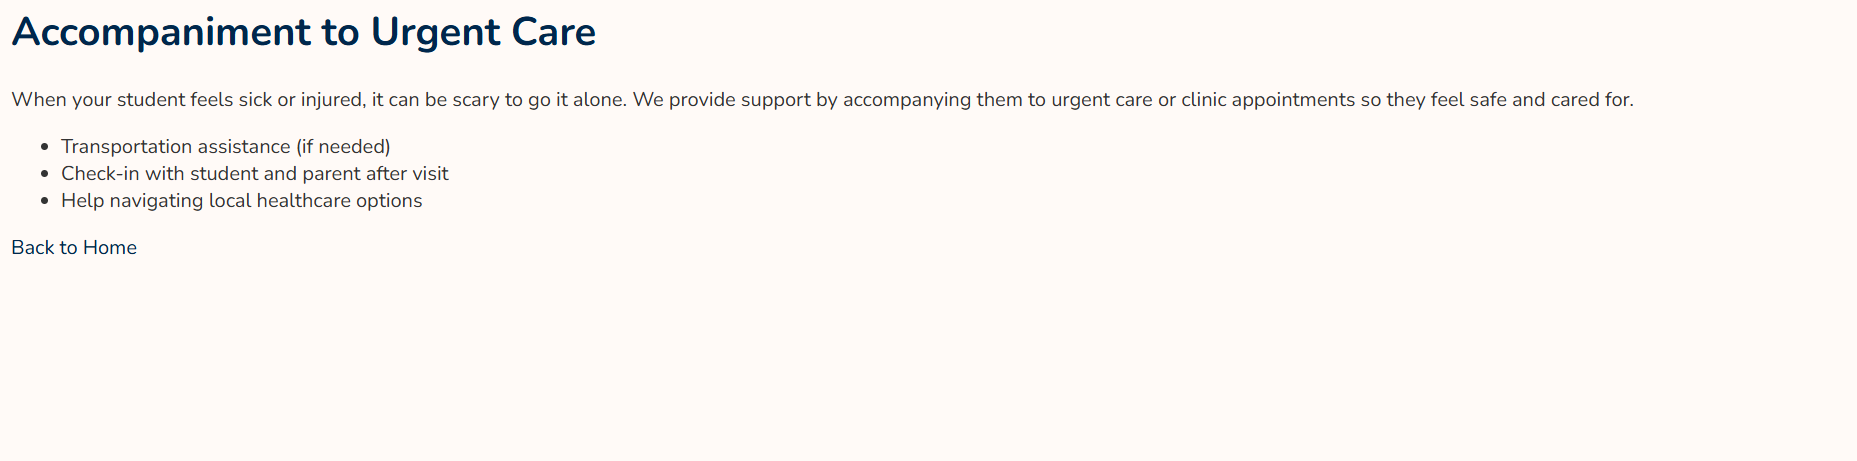 Accompaniment to Urgent Care
When your student feels sick or injured, it can be scary to go it alone. We provide support by accompanying them to urgent care or clinic appointments so they feel safe and cared for.
• Transportation assistance (if needed)
• Check-in with student and parent after visit
• Help navigating local healthcare options
Back to Home